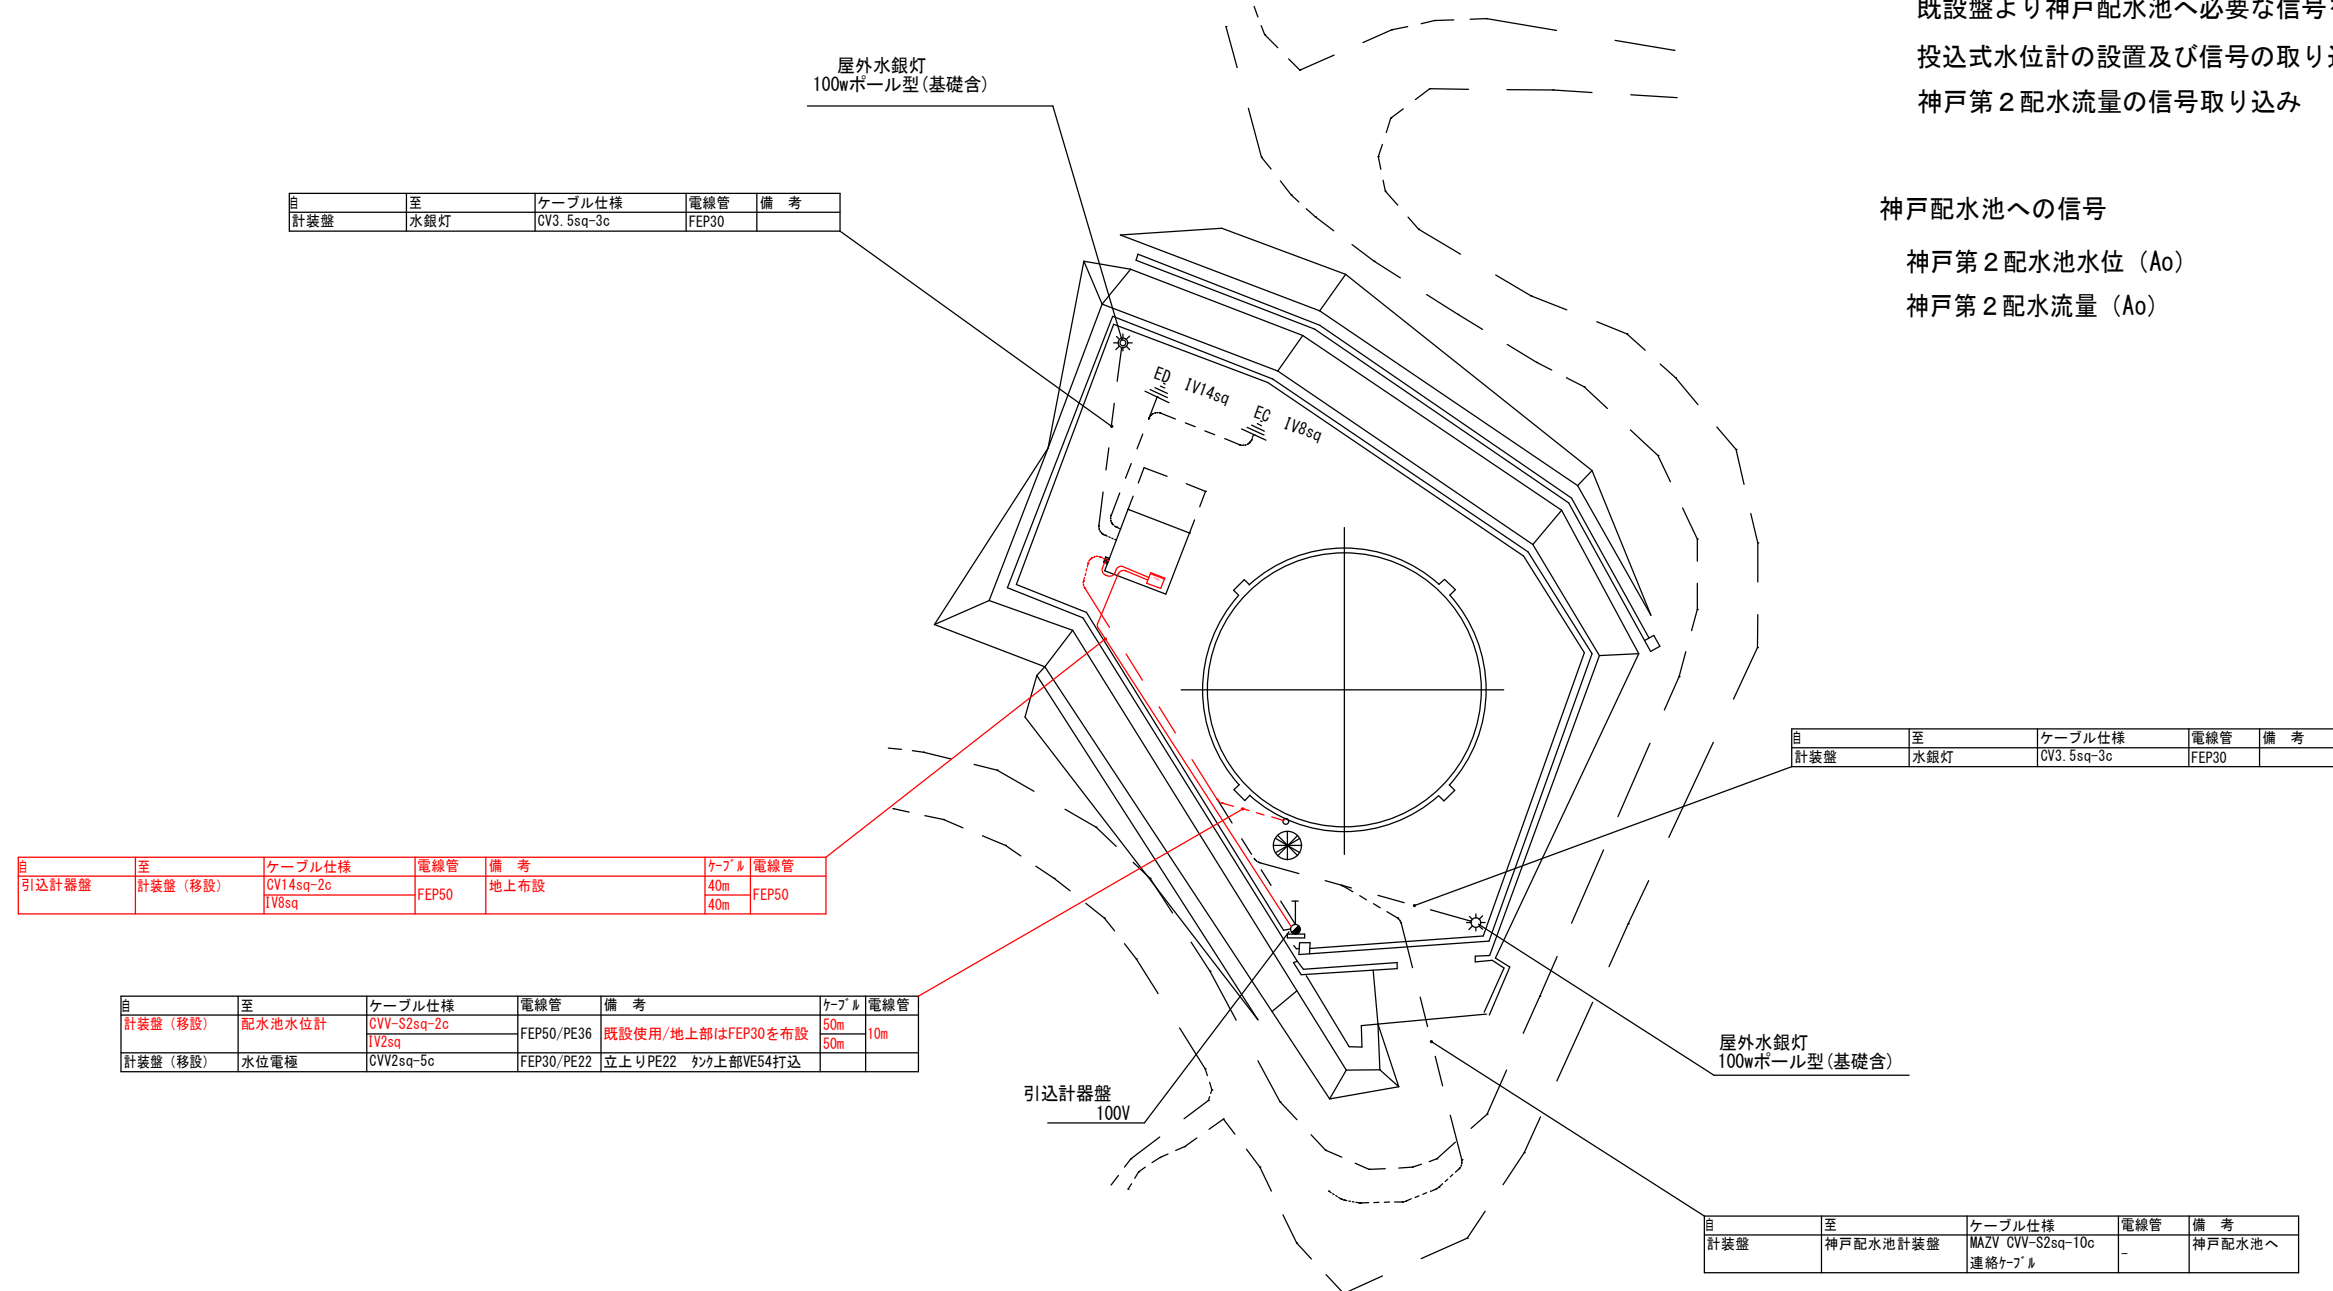 既設盤より神戸配水池へ必要な信号
投込式水位計の設置及び信号の取り
神戸第２配水流量の信号取り込み
神戸配水池への信号
神戸第２配水池水位（Ao）
神戸第２配水流量（Ao）
屋外水銀灯
100wポール型(基礎含)
自 至 ケーブル仕様 電線管 備　考
計装盤 水銀灯 CV3.5sq-3c FEP30
ED IV14sq
EC IV8sq
自 至 ケーブル仕様 電線管 備　考
計装盤 水銀灯 CV3.5sq-3c FEP30
自 至 ケーブル仕様 電線管 備　考 ｹｰﾌﾞﾙ 電線管
引込計器盤 計装盤（移設） CV14sq-2c FEP50 地上布設 40m FEP50
IV8sq 40m
自 至 ケーブル仕様 電線管 備　考 ｹｰﾌﾞﾙ 電線管
計装盤（移設） 配水池水位計 CVV-S2sq-2c FEP50/PE36 既設使用/地上部はFEP30を布設 50m 10m
IV2sq 50m
計装盤（移設） 水位電極 CVV2sq-5c FEP30/PE22 立上りPE22　ﾀﾝｸ上部VE54打込
引込計器盤
100V
屋外水銀灯
100wポール型(基礎含)
自 至 ケーブル仕様 電線管 備　考
計装盤 神戸配水池計装盤 MAZV CVV-S2sq-10c - 神戸配水池へ
連絡ｹｰﾌﾞﾙ